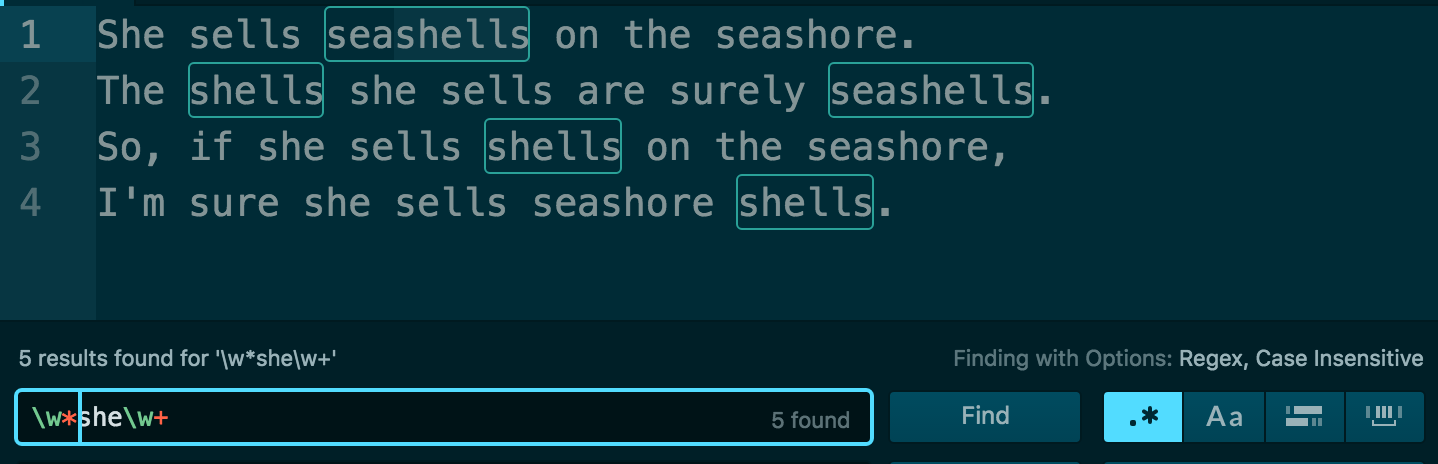 1 She sells seashells on the seashore.
2 The shells she sells are surely seashells.
3 So, if she sells shells on the seashore,
4 I'm sure she sells seashore shells.
5 results found for '\w*she\w+' Finding with Options: Regex, Case Insensitive
\w*she\w+ 5 found Find .* Aa